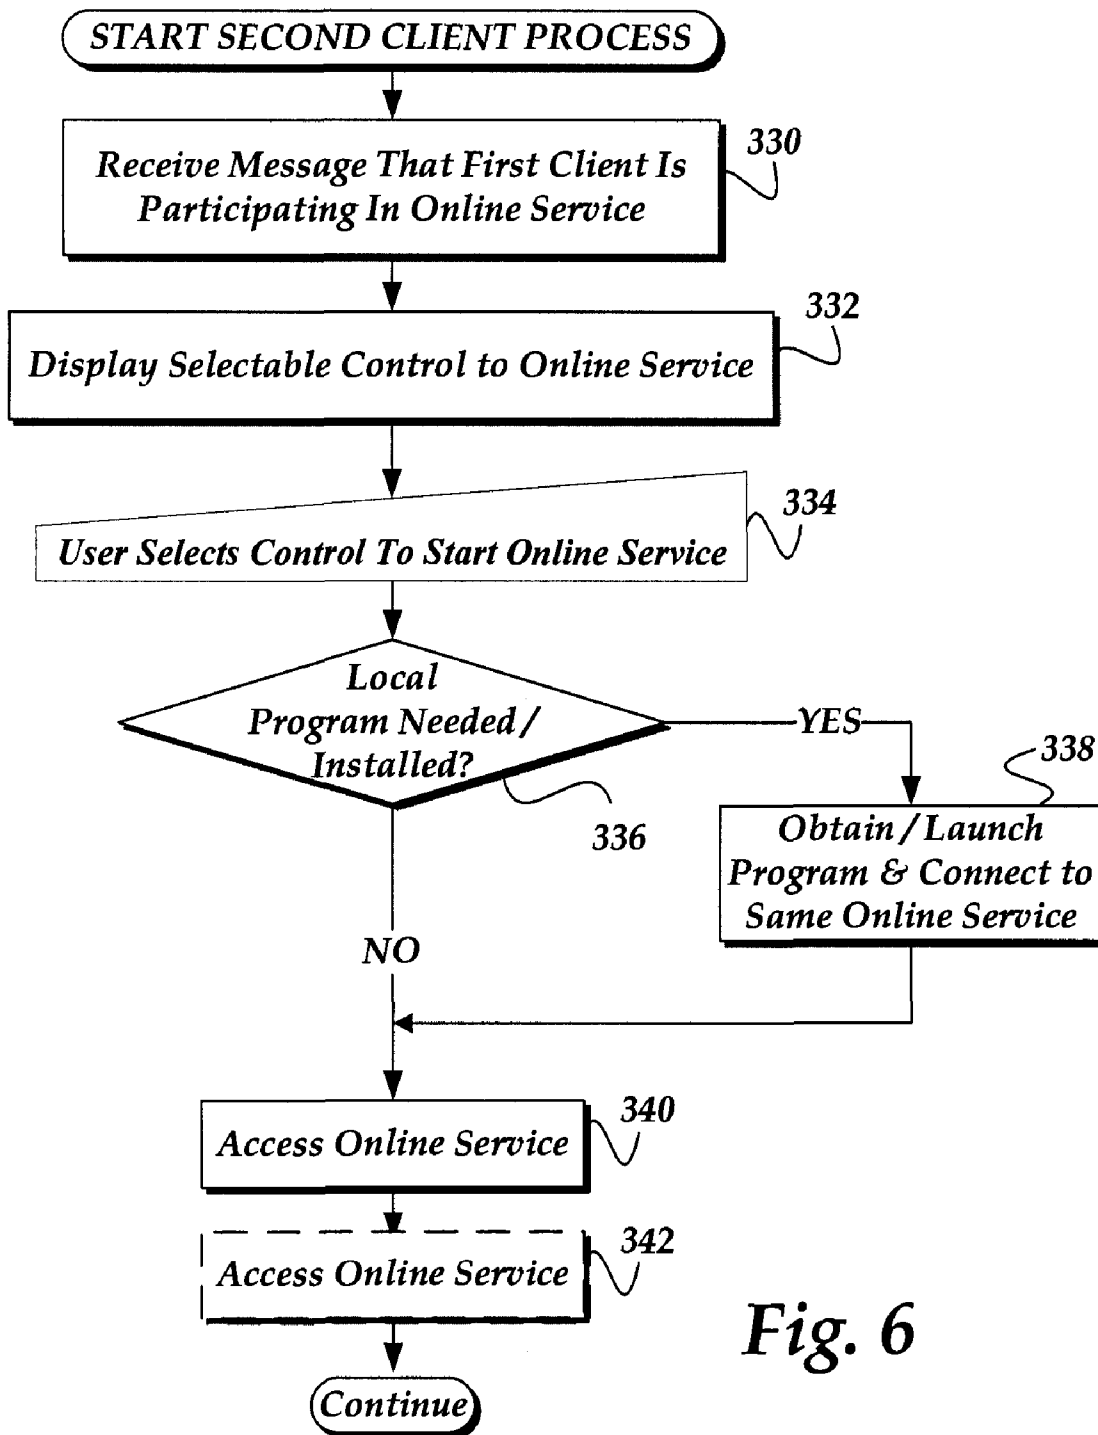 START SECOND CLIENT PROCESS
Receive Message That First Client Is
Participating In Online Service
330
Display Selectable Control to Online Service
332
User Selects Control To Start Online Service
334
Local
Program Needed /
Installed?
336
YES
338
Obtain / Launch
Program & Connect to
Same Online Service
NO
Access Online Service
340
Access Online Service
342
Continue
Fig. 6